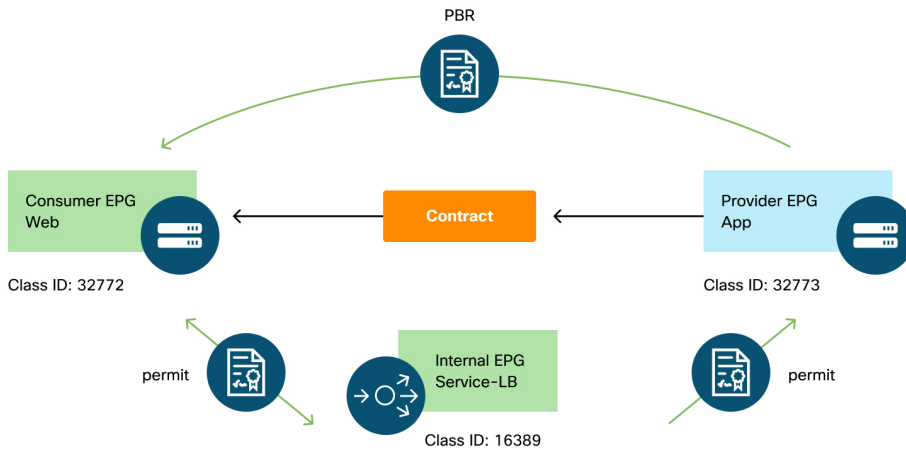 PBR
Consumer EPG
Web
Contract
Provider EPG
App
Class ID: 32772
Class ID: 32773
permit
Internal EPG
Service-LB
permit
Class ID: 16389